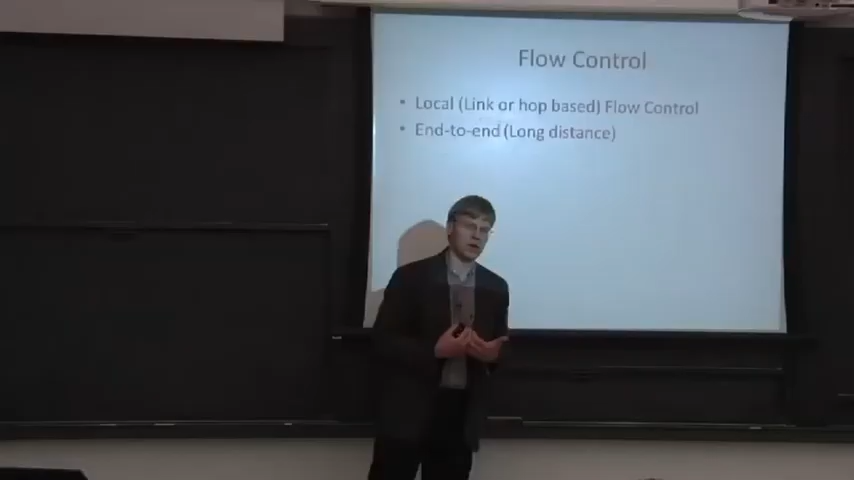 Flow Control
• Local (Link or hop based) Flow Control
• End-to-end (Long distance)